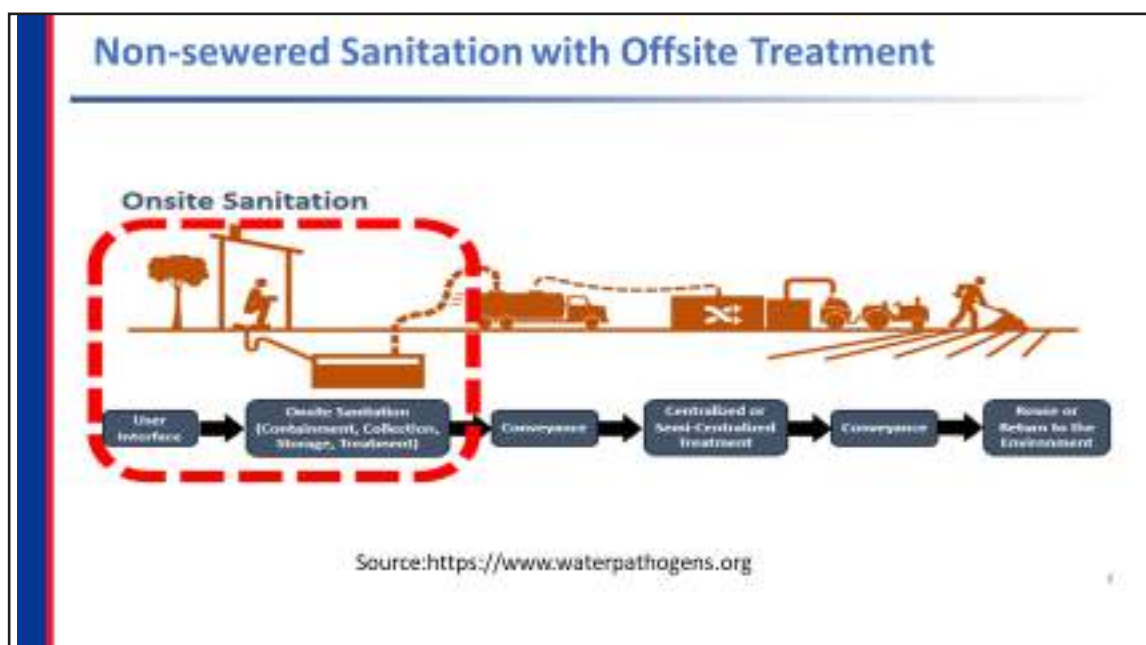 Non-sewered Sanitation with Offsite Treatment
Onsite Sanitation
User
Interface
Onsite Sanitation
(Containment, Collection,
Storage, Treatment)
Conveyance
Centralized or
Semi-Centralized
Treatment
Conveyance
Reuse or
Return to the
Environment
Source:https://www.waterpathogens.org